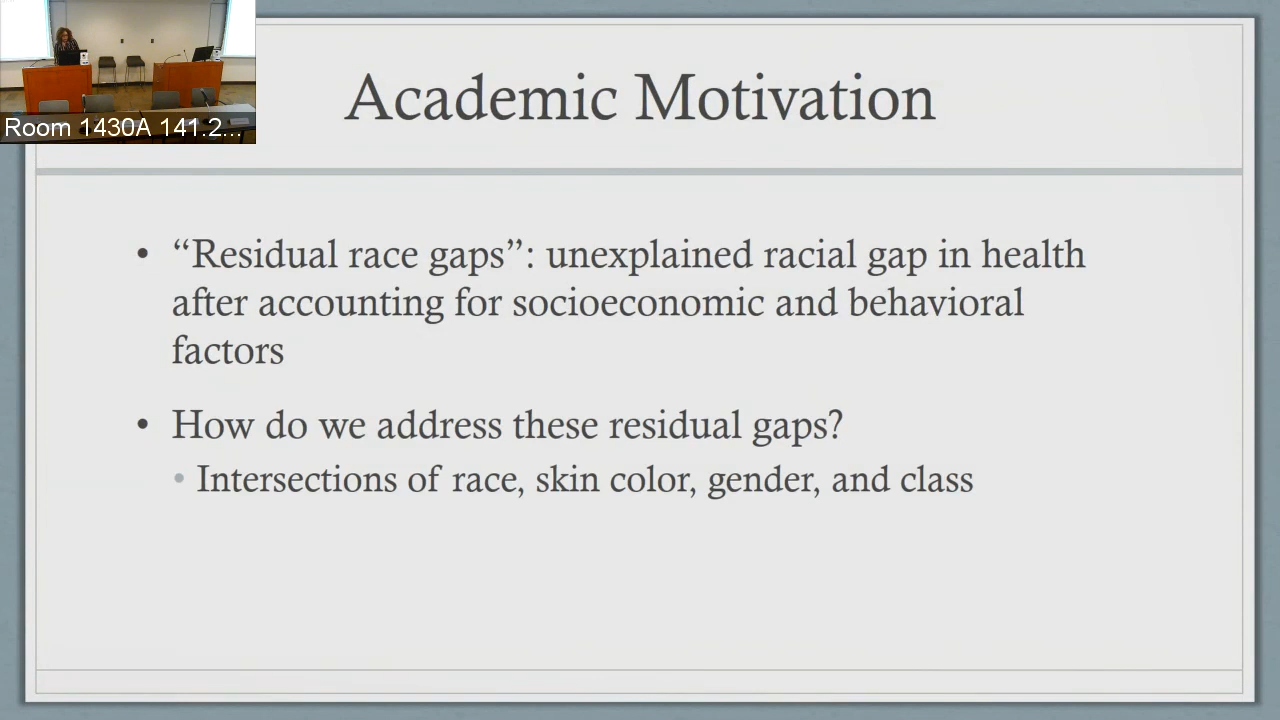 Room 1430A 141.2...
Academic Motivation
• “Residual race gaps”: unexplained racial gap in health
after accounting for socioeconomic and behavioral
factors
• How do we address these residual gaps?
• Intersections of race, skin color, gender, and class